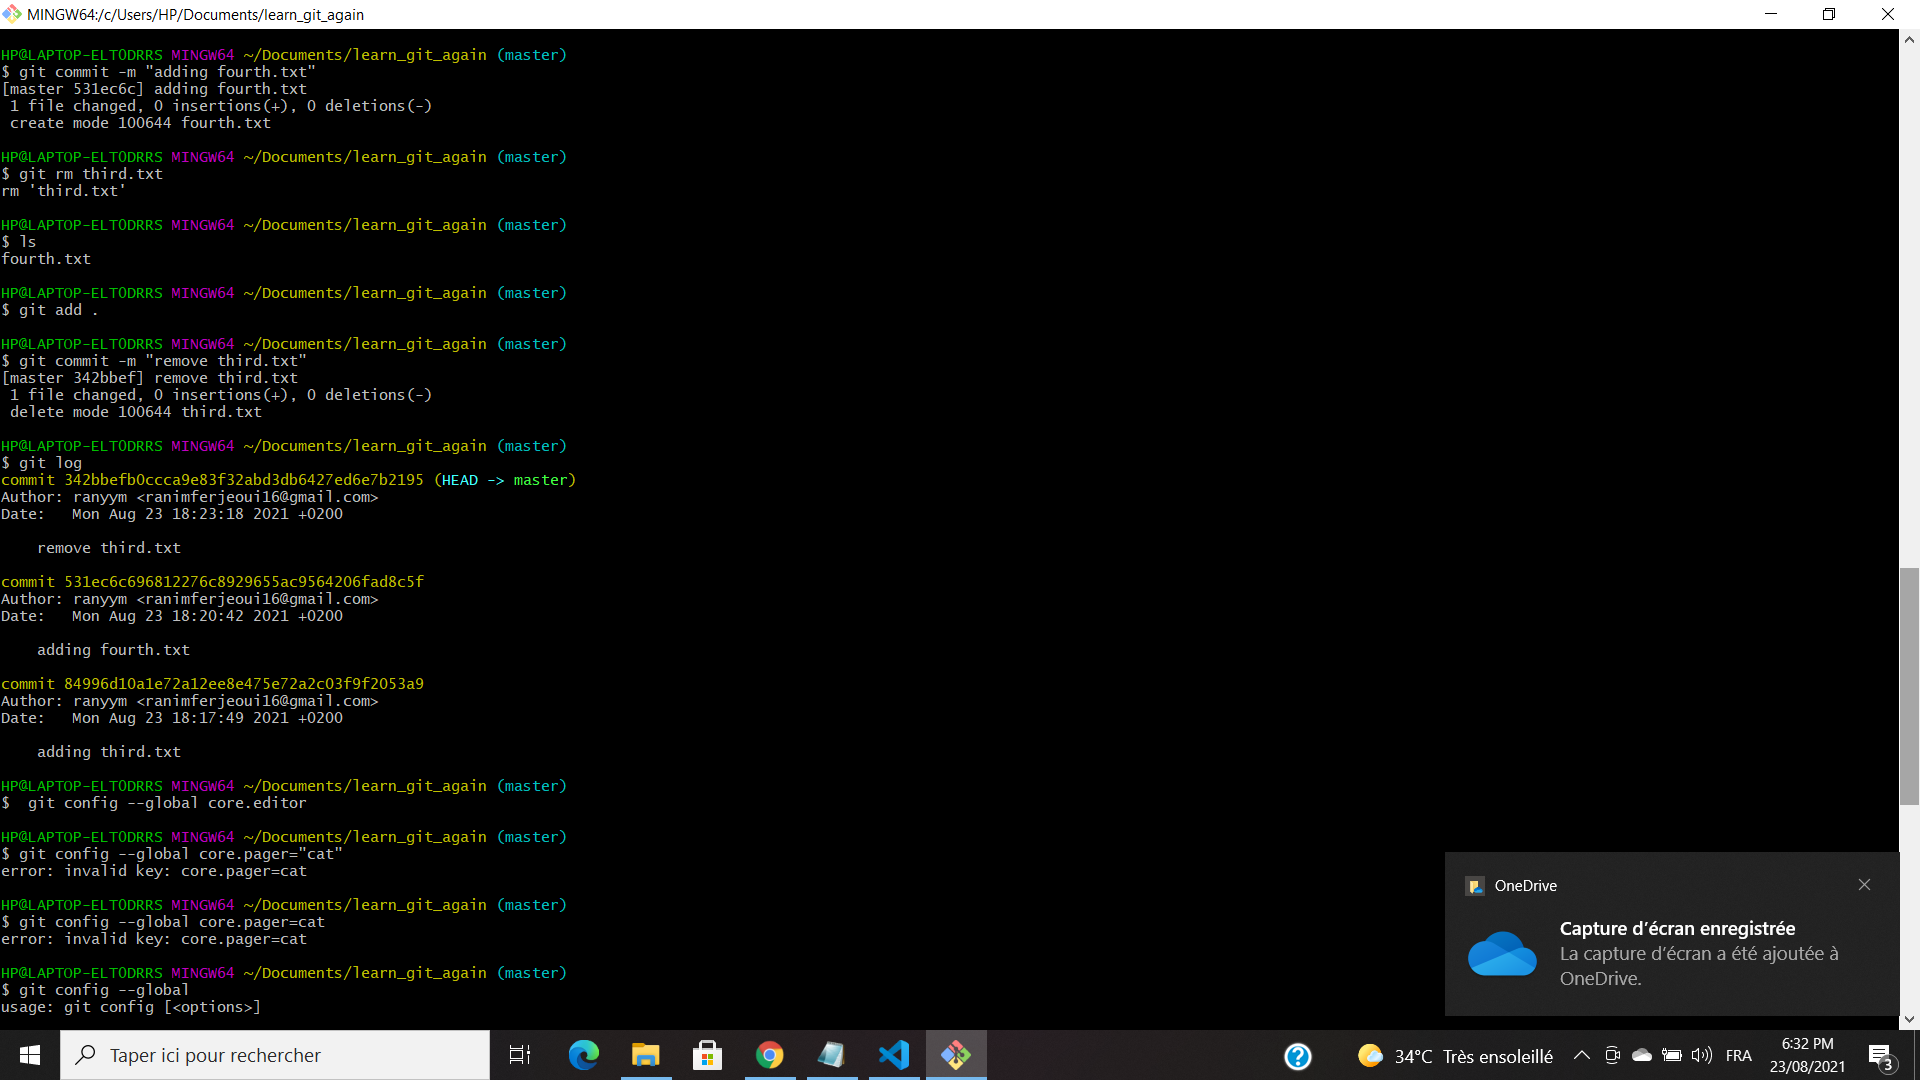 MINGW64:/c/Users/HP/Documents/learn_git_again
HP@LAPTOP-ELT0DRRS MINGW64 ~/Documents/learn_git_again (master)
$ git commit -m "adding fourth.txt"
[master 531ec6c] adding fourth.txt
 1 file changed, 0 insertions(+), 0 deletions(-)
 create mode 100644 fourth.txt
HP@LAPTOP-ELT0DRRS MINGW64 ~/Documents/learn_git_again (master)
$ git rm third.txt
rm 'third.txt'
HP@LAPTOP-ELT0DRRS MINGW64 ~/Documents/learn_git_again (master)
$ ls
fourth.txt
HP@LAPTOP-ELT0DRRS MINGW64 ~/Documents/learn_git_again (master)
$ git add .
HP@LAPTOP-ELT0DRRS MINGW64 ~/Documents/learn_git_again (master)
$ git commit -m "remove third.txt"
[master 342bbef] remove third.txt
 1 file changed, 0 insertions(+), 0 deletions(-)
 delete mode 100644 third.txt
HP@LAPTOP-ELT0DRRS MINGW64 ~/Documents/learn_git_again (master)
$ git log
commit 342bbefb0ccca9e83f32abd3db6427ed6e7b2195 (HEAD -> master)
Author: ranyym <ranimferjeoui16@gmail.com>
Date:   Mon Aug 23 18:23:18 2021 +0200
    remove third.txt
commit 531ec6c696812276c8929655ac9564206fad8c5f
Author: ranyym <ranimferjeoui16@gmail.com>
Date:   Mon Aug 23 18:20:42 2021 +0200
    adding fourth.txt
commit 84996d10a1e72a12ee8e475e72a2c03f9f2053a9
Author: ranyym <ranimferjeoui16@gmail.com>
Date:   Mon Aug 23 18:17:49 2021 +0200
    adding third.txt
HP@LAPTOP-ELT0DRRS MINGW64 ~/Documents/learn_git_again (master)
$  git config --global core.editor
HP@LAPTOP-ELT0DRRS MINGW64 ~/Documents/learn_git_again (master)
$ git config --global core.pager="cat"
error: invalid key: core.pager=cat
HP@LAPTOP-ELT0DRRS MINGW64 ~/Documents/learn_git_again (master)
$ git config --global core.pager=cat
error: invalid key: core.pager=cat
HP@LAPTOP-ELT0DRRS MINGW64 ~/Documents/learn_git_again (master)
$ git config --global
usage: git config [<options>]
OneDrive
Capture d'écran enregistrée
La capture d'écran a été ajoutée à
OneDrive.
Taper ici pour rechercher
34°C Très ensoleillé
FRA
6:32 PM
23/08/2021
3